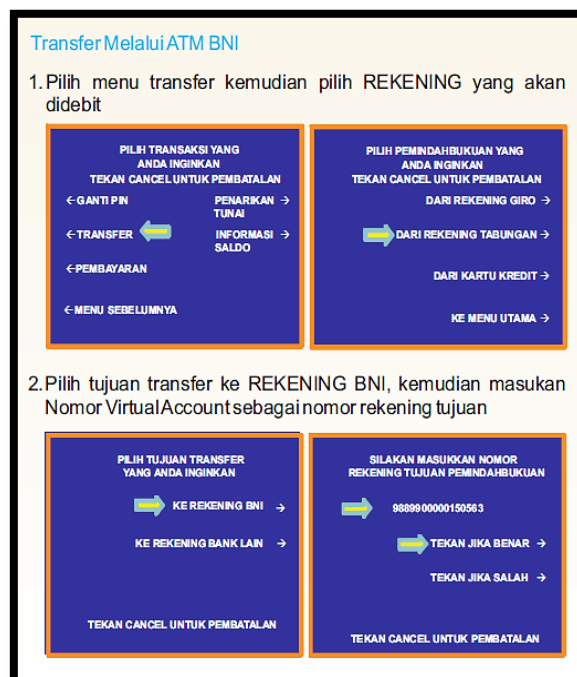 Transfer Melalui ATM BNI
1. Pilih menu transfer kemudian pilih REKENING yang akan
didebit
PILIH TRANSAKSI YANG
ANDA INGINKAN
TEKAN CANCEL UNTUK PEMBATALAN
←GANTI PIN
PENARIKAN →
TUNAI
←TRANSFER
INFORMASI →
SALDO
←PEMBAYARAN
←MENU SEBELUMNYA
PILIH PEMINDAHBUKUAN YANG
ANDA INGINKAN
TEKAN CANCEL UNTUK PEMBATALAN
DARI REKENING GIRO →
DARI REKENING TABUNGAN →
DARI KARTU KREDIT →
KE MENU UTAMA →
2. Pilih tujuan transfer ke REKENING BNI, kemudian masukan
Nomor Virtual Account sebagai nomor rekening tujuan
PILIH TUJUAN TRANSFER
YANG ANDA INGINKAN
KE REKENING BNI →
KE REKENING BANK LAIN →
TEKAN CANCEL UNTUK PEMBATALAN
SILAKAN MASUKKAN NOMOR
REKENING TUJUAN PEMINDAHBUKUAN
9889900000150563
TEKAN JIKA BENAR →
TEKAN JIKA SALAH →
TEKAN CANCEL UNTUK PEMBATALAN